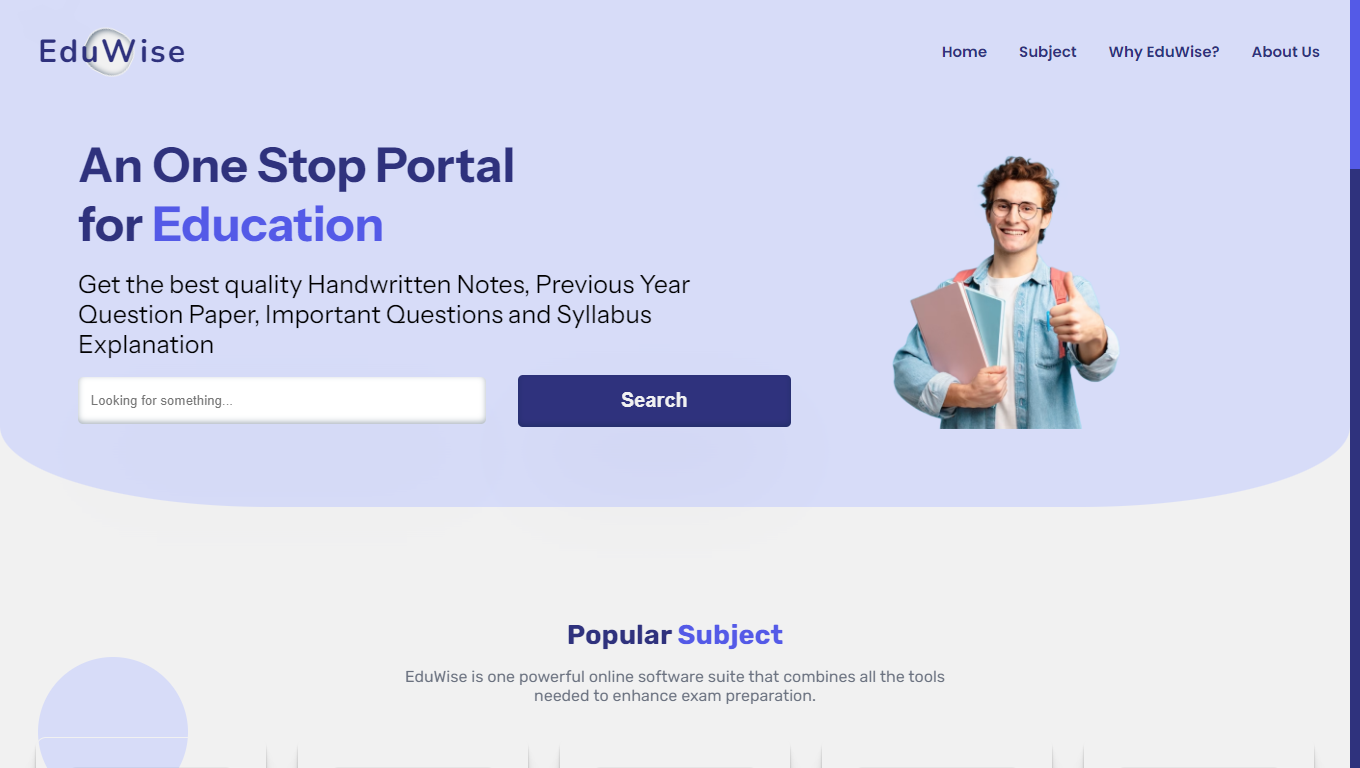 EduWise
Home
Subject
Why EduWise?
About Us
An One Stop Portal
for Education
Get the best quality Handwritten Notes, Previous Year
Question Paper, Important Questions and Syllabus
Explanation
Looking for something...
Search
Popular Subject
EduWise is one powerful online software suite that combines all the tools
needed to enhance exam preparation.